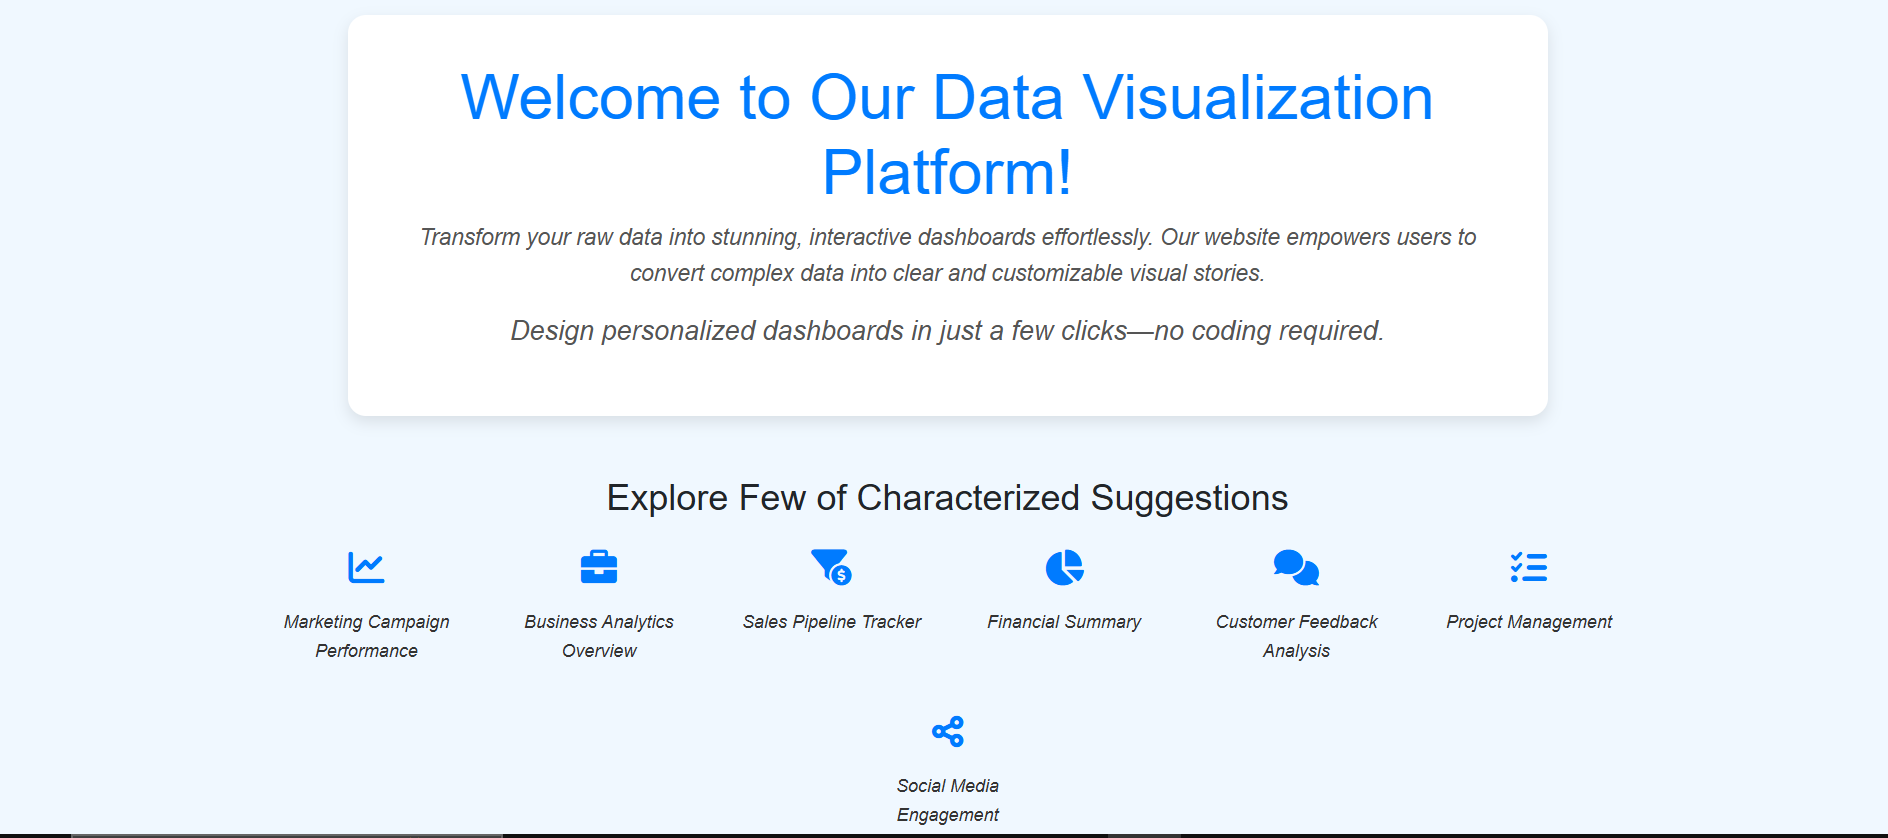 Welcome to Our Data Visualization
Platform!
Transform your raw data into stunning, interactive dashboards effortlessly. Our website empowers users to
convert complex data into clear and customizable visual stories.
Design personalized dashboards in just a few clicks—no coding required.
Explore Few of Characterized Suggestions
Marketing Campaign
Performance
Business Analytics
Overview
Sales Pipeline Tracker
Financial Summary
Customer Feedback
Analysis
Project Management
Social Media
Engagement